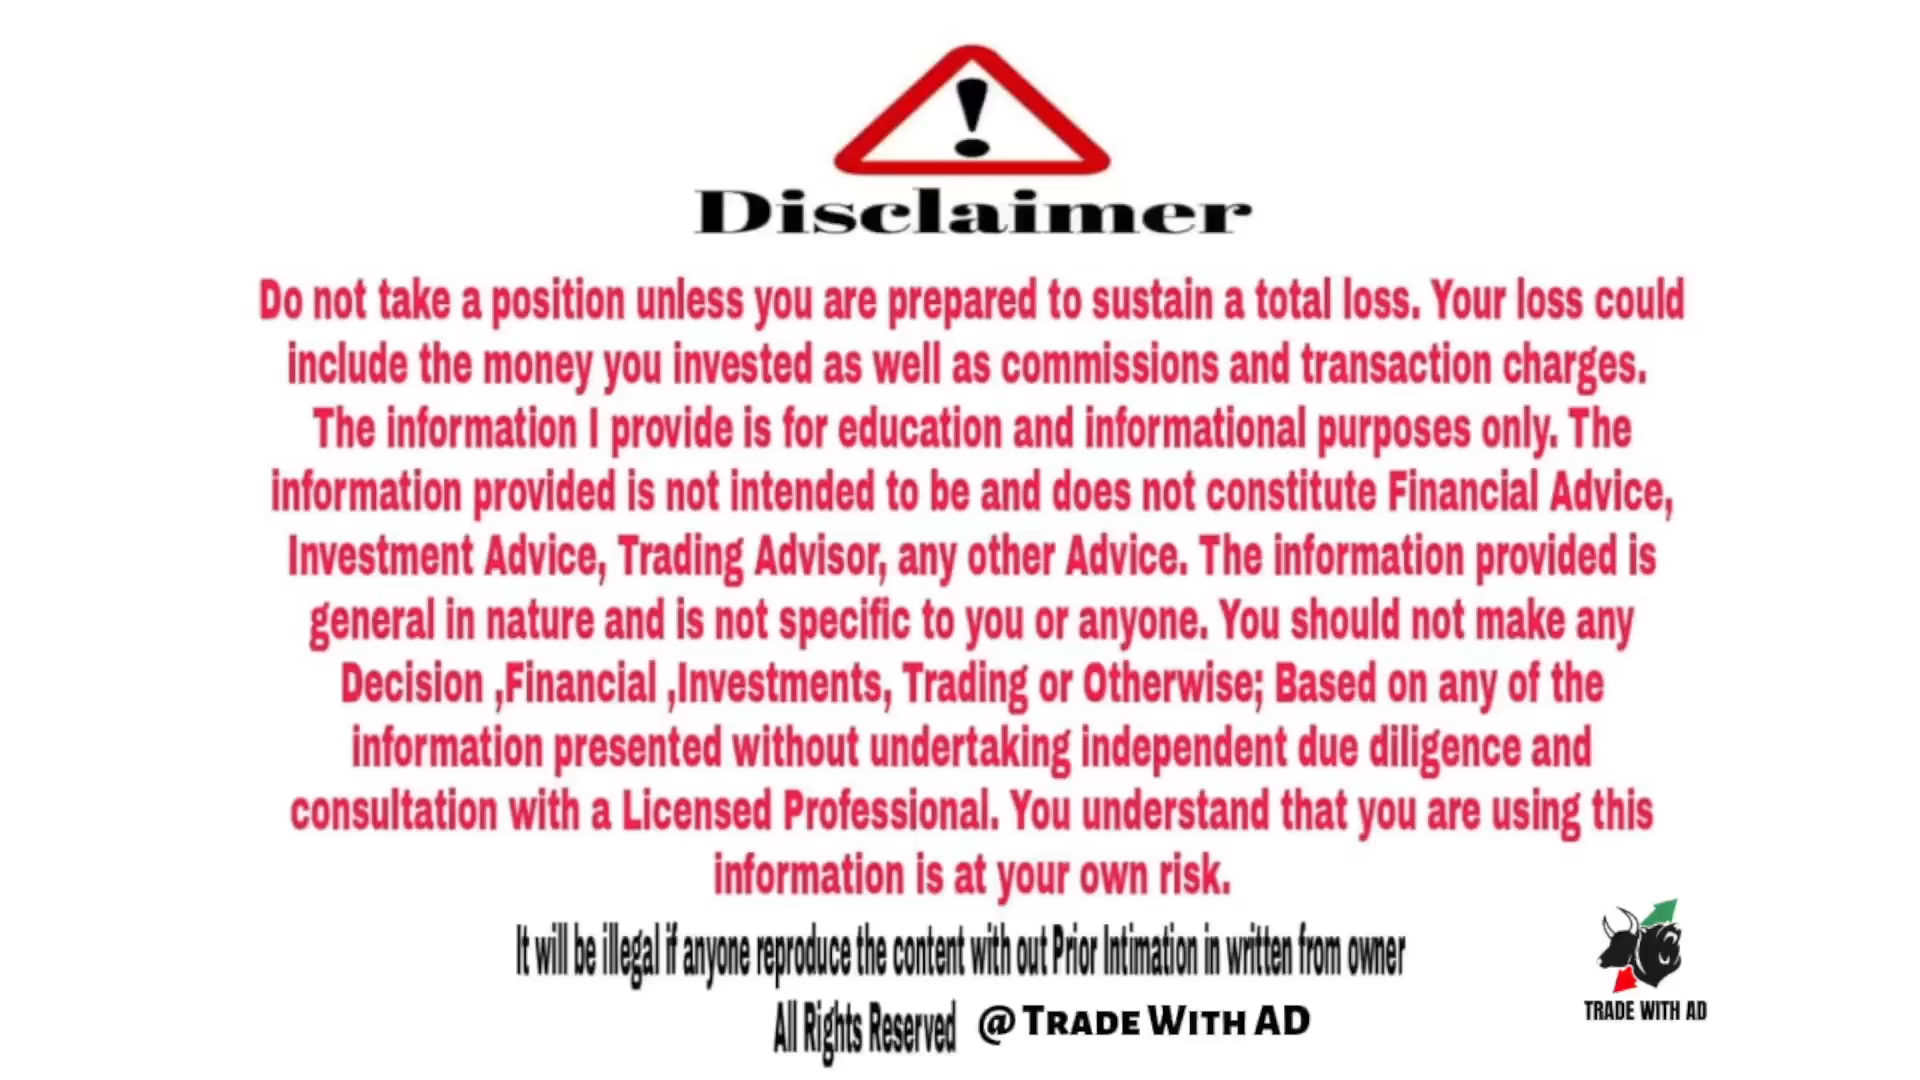 Disclaimer
Do not take a position unless you are prepared to sustain a total loss. Your loss could
include the money you invested as well as commissions and transaction charges.
The information I provide is for education and informational purposes only. The
information provided is not intended to be and does not constitute Financial Advice,
Investment Advice, Trading Advisor, any other Advice. The information provided is
general in nature and is not specific to you or anyone. You should not make any
Decision ,Financial ,Investments, Trading or Otherwise; Based on any of the
information presented without undertaking independent due diligence and
consultation with a Licensed Professional. You understand that you are using this
information is at your own risk.
It will be illegal if anyone reproduce the content with out Prior Intimation in written from owner
All Rights Reserved @ Trade With AD
TRADE WITH AD